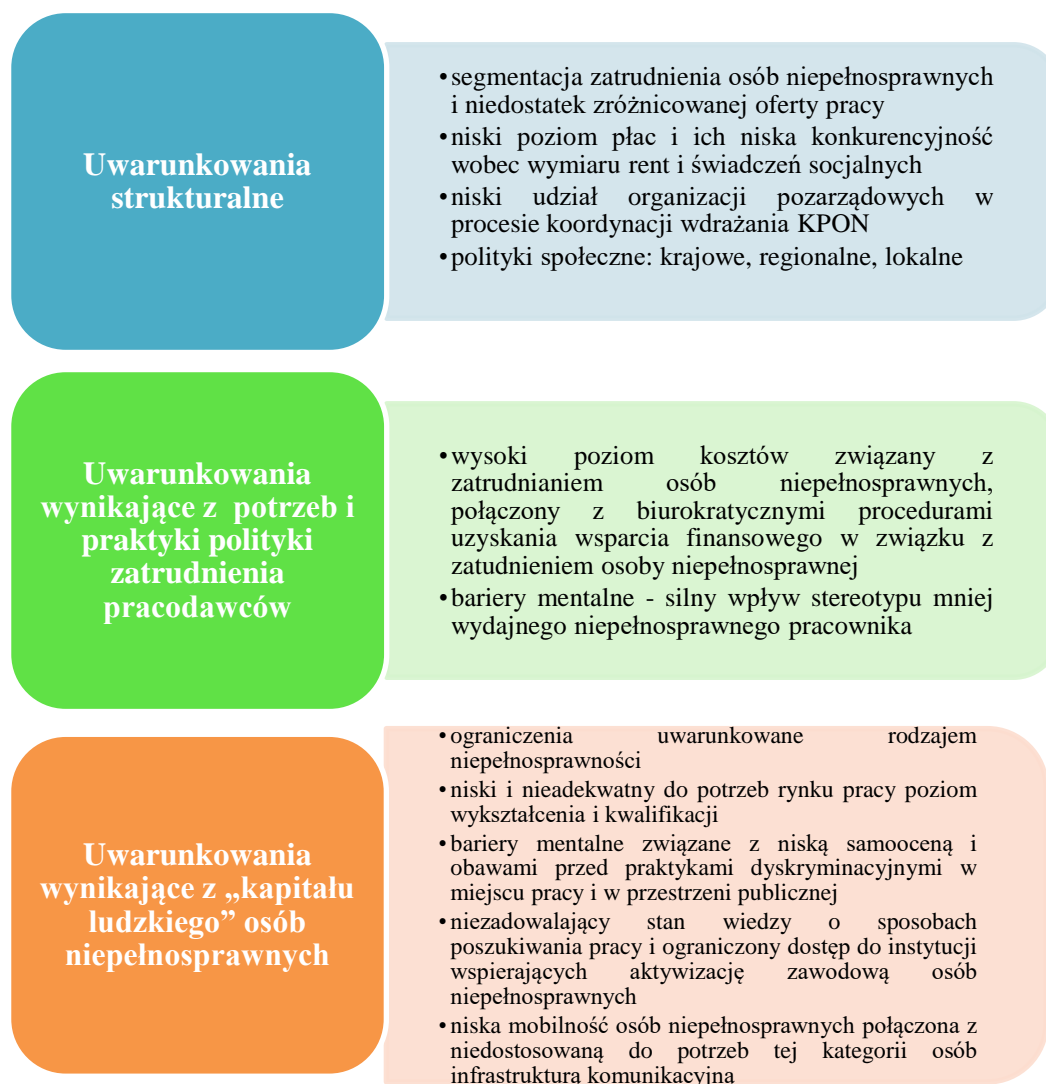 Uwarunkowania
strukturalne
•segmentacja zatrudnienia osób niepełnosprawnych
i niedostatek zróżnicowanej oferty pracy
•niski poziom płac i ich niska konkurencyjność
wobec wymiaru rent i świadczeń socjalnych
•niski udział organizacji pozarządowych w
procesie koordynacji wdrażania KPON
•polityki społeczne: krajowe, regionalne, lokalne
Uwarunkowania
wynikające z potrzeb i
praktyki polityki
zatrudnienia
pracodawców
•wysoki poziom kosztów związany z
zatrudnianiem osób niepełnosprawnych,
połączony z biurokratycznymi procedurami
uzyskania wsparcia finansowego w związku z
zatudnieniem osoby niepełnosprawnej
•bariery mentalne - silny wpływ stereotypu mniej
wydajnego niepełnosprawnego pracownika
Uwarunkowania
wynikające z „kapitału
ludzkiego” osób
niepełnosprawnych
•ograniczenia uwarunkowane rodzajem
niepełnosprawności
•niski i nieadekwatny do potrzeb rynku pracy poziom
wykształcenia i kwalifikacji
•bariery mentalne związane z niską samooceną i
obawami przed praktykami dyskryminacyjnymi w
miejscu pracy i w przestrzeni publicznej
•niezadowalający stan wiedzy o sposobach
poszukiwania pracy i ograniczony dostęp do instytucji
wspierających aktywizację zawodową osób
niepełnosprawnych
•niska mobilność osób niepełnosprawnych połączona z
niedostosowaną do potrzeb tej kategorii osób
infrastrukturą komunikacyjną